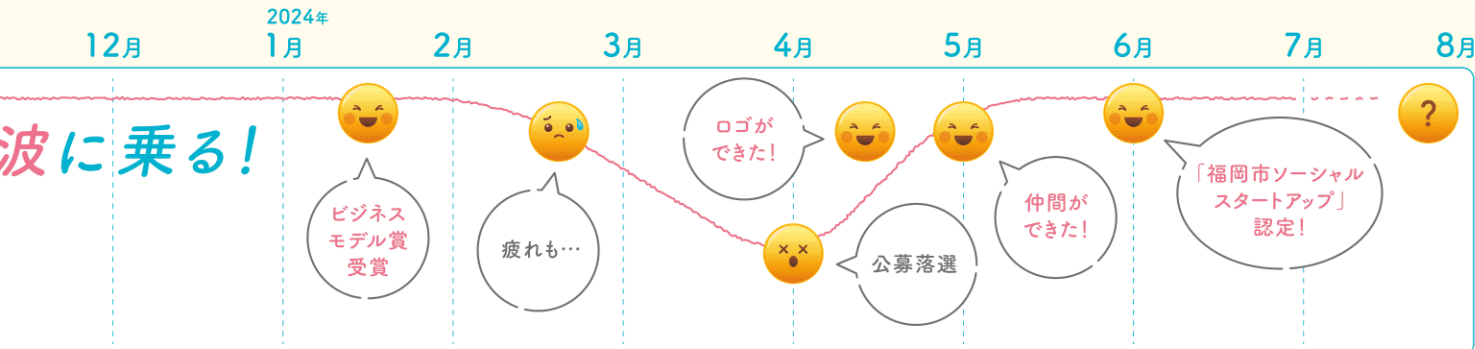 2024年
12月
1月
2月
3月
4月
5月
6月
7月
8月
波に乗る!
ビジネス
モデル賞
受賞
疲れも…
ロゴが
できた!
公募落選
仲間が
できた!
「福岡市ソーシャル
スタートアップ」
認定!
?